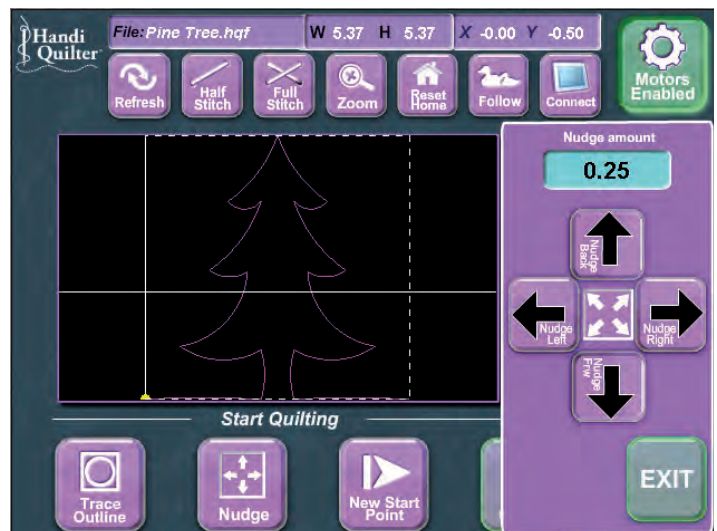 Handi
Quilter
File:Pine Tree.hqf
W 5.37 H 5.37
X -0.00 Y -0.50
Motors
Enabled
Refresh
Half
Stitch
Full
Stitch
Zoom
Reset
Home
Follow
Connect
Nudge amount
0.25
Nudge
Back
Nudge
Left
Nudge
Right
Nudge
Frw
Start Quilting
Trace
Outline
Nudge
New Start
Point
EXIT